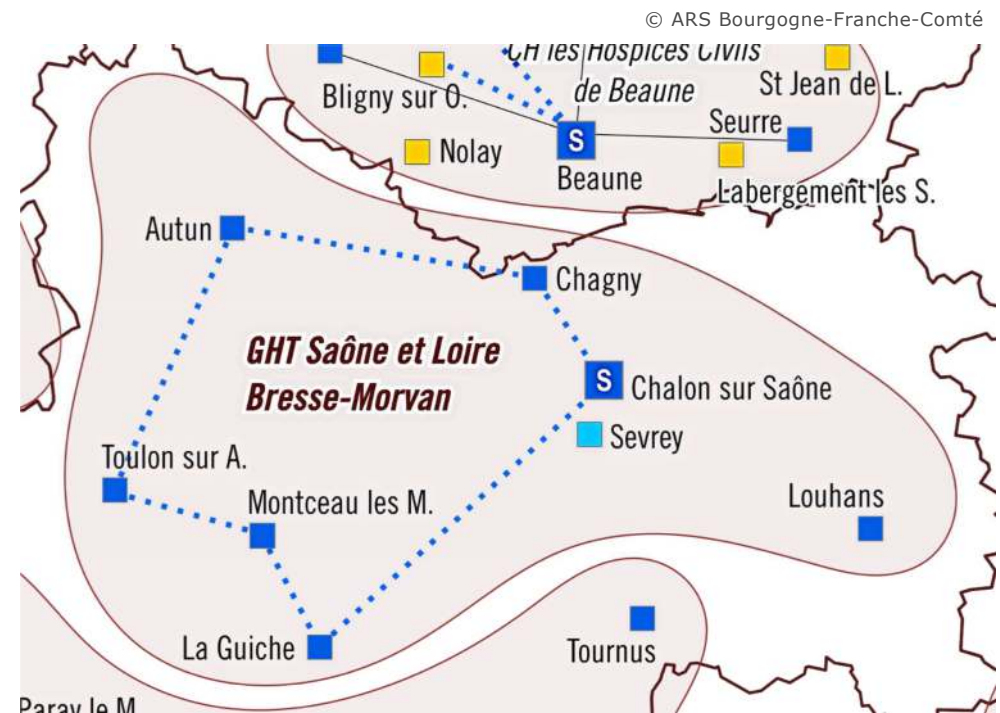 © ARS Bourgogne-Franche-Comté
CH les Hospices Civils
de Beaune
St Jean de L.
Bligny sur O.
Seurre
Nolay
S
Beaune
Labergement les S.
Autun
Chagny
GHT Saône et Loire
Bresse-Morvan
S
Chalon sur Saône
Sevrey
Toulon sur A.
Montceau les M.
Louhans
La Guiche
Tournus
Paray le M.